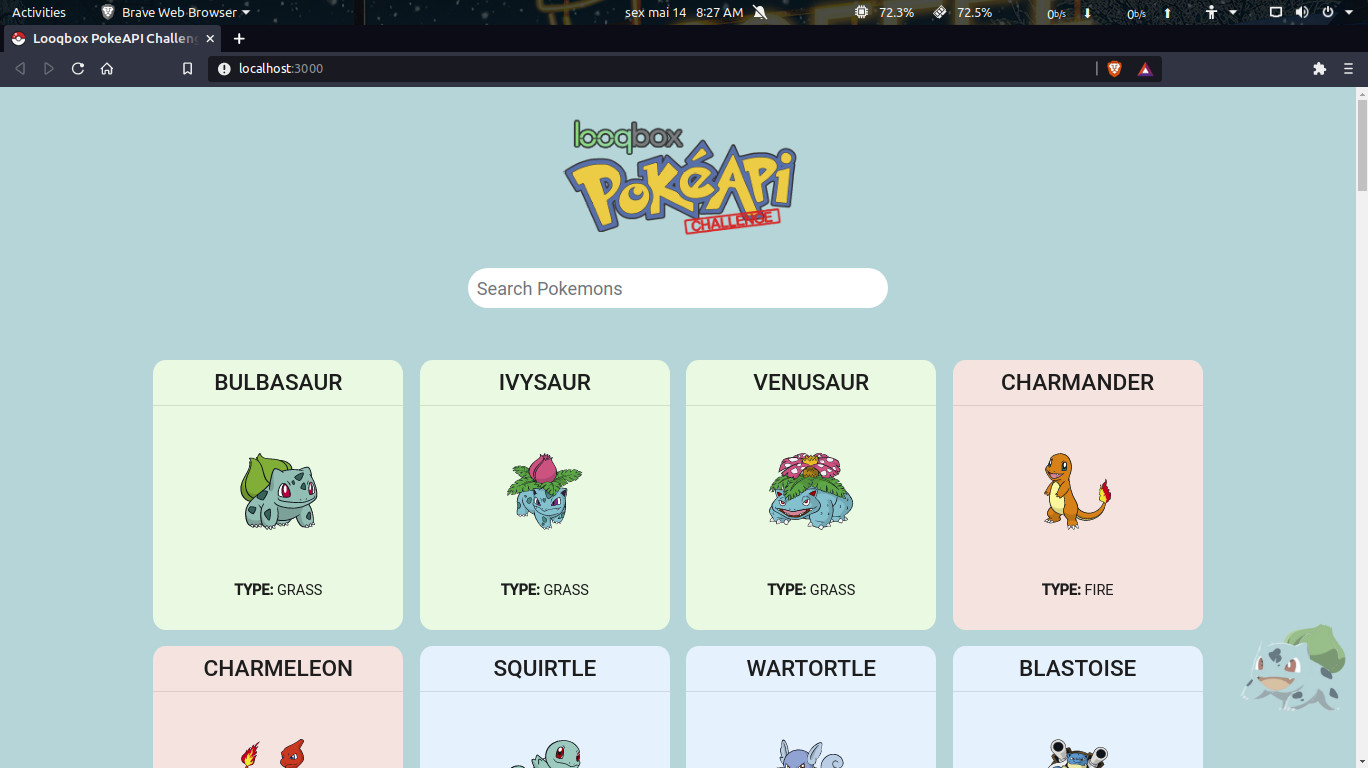 Activities Brave Web Browser sex mai 14 8:27 AM 72.3% 72.5% 0b/s 0b/s
Looqbox PokeAPI Challen
localhost:3000
looqbox
PokéApi
CHALLENGE
Search Pokemons
BULBASAUR IVYSAUR VENUSAUR CHARMANDER
TYPE: GRASS TYPE: GRASS TYPE: GRASS TYPE: FIRE
CHARMELEON SQUIRTLE WARTORTLE BLASTOISE